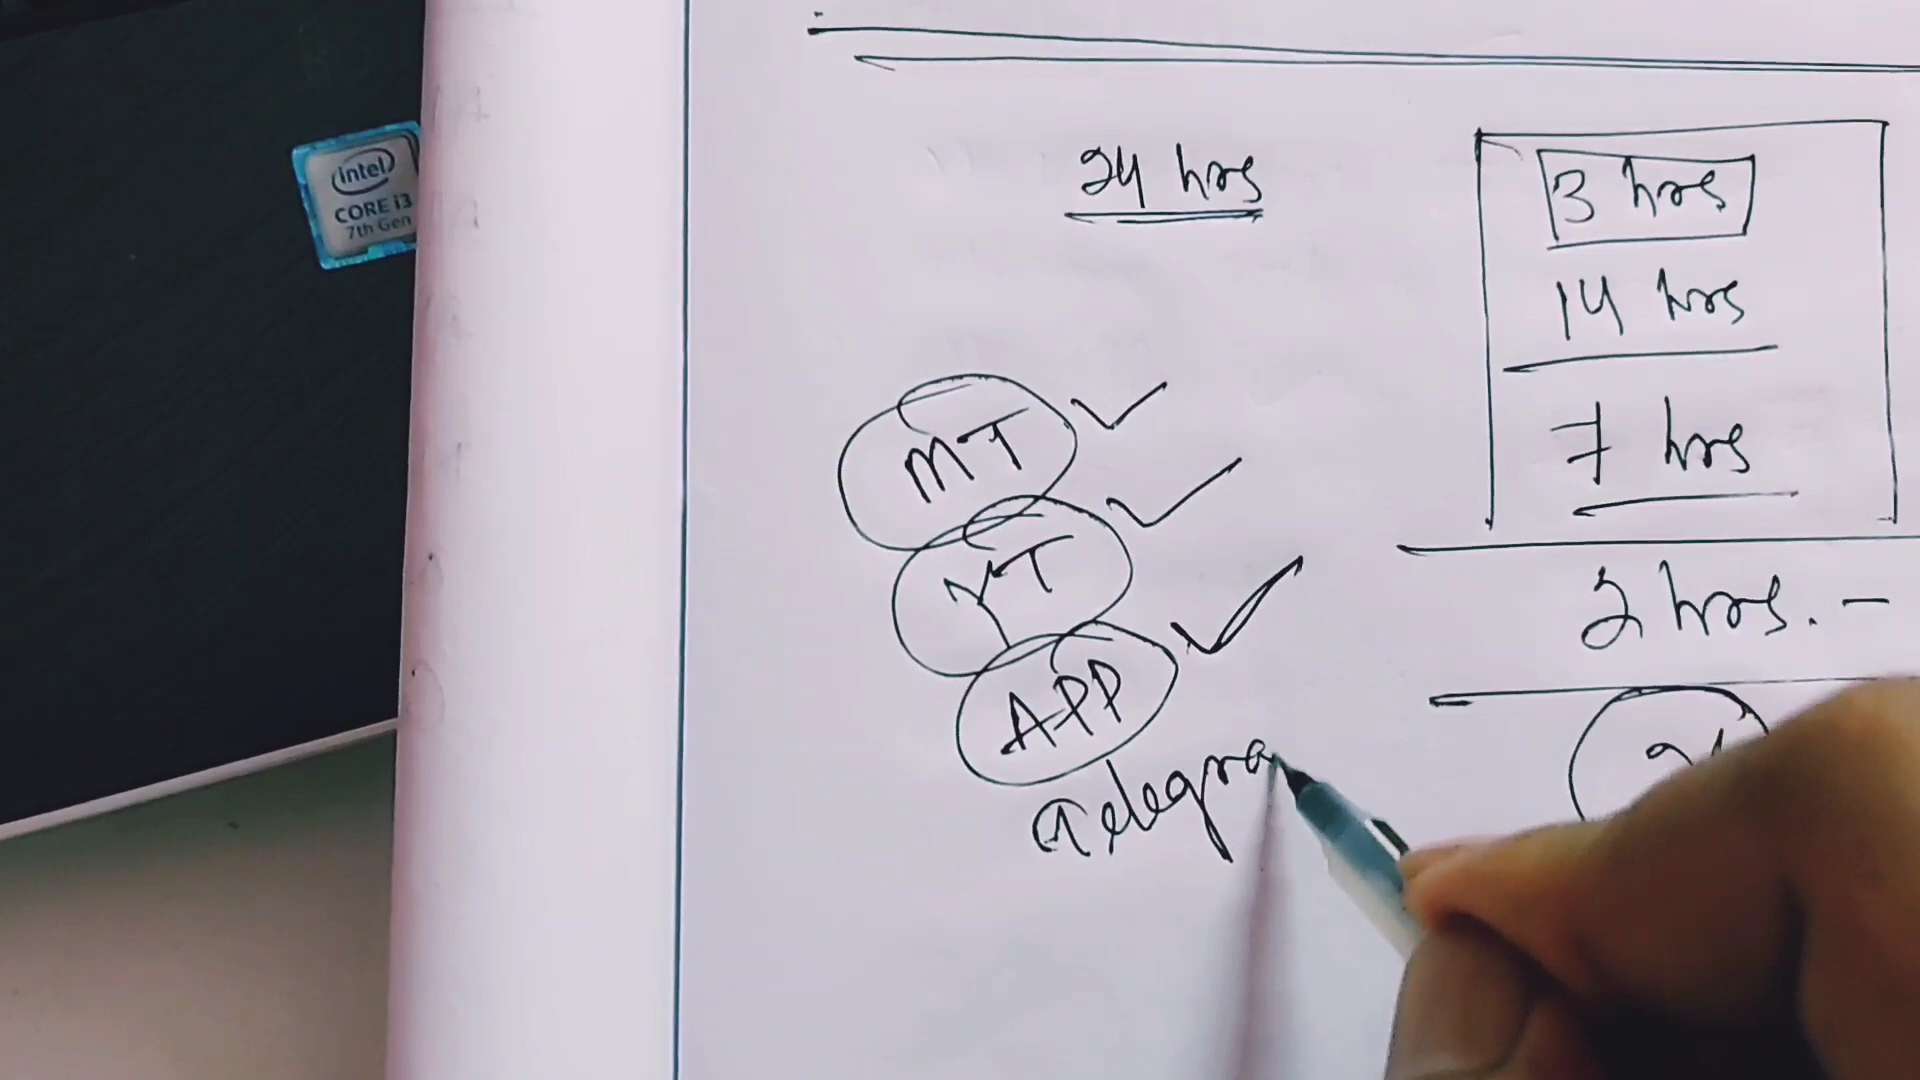 intel
CORE i3
7th Gen
24 hrs
3 hrs
14 hrs
7 hrs
2 hrs. -
MT
YT
APP
Telegra